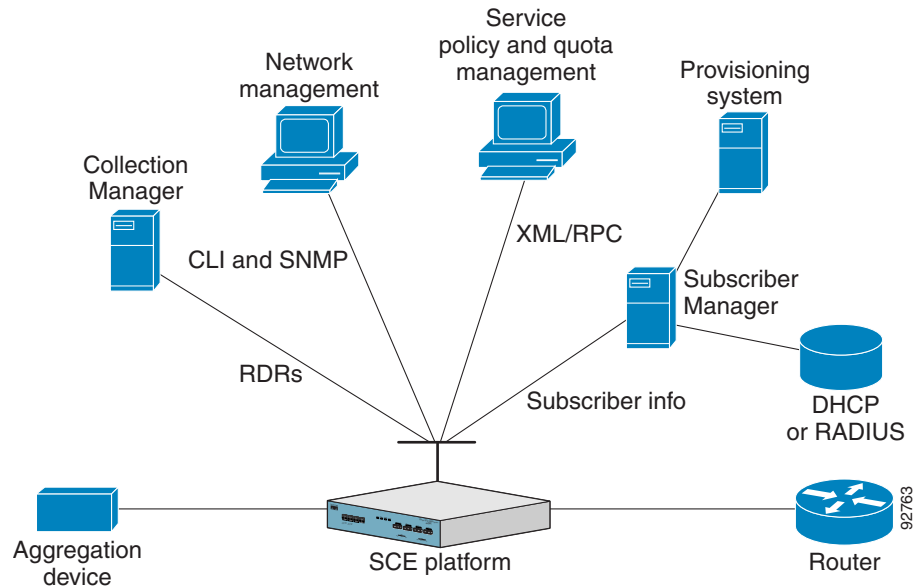 Service
policy and quota
management
Network
management
Provisioning
system
Collection
Manager
XML/RPC
CLI and SNMP
Subscriber
Manager
RDRs
Subscriber info
DHCP
or RADIUS
92763
Aggregation
device
SCE platform
Router